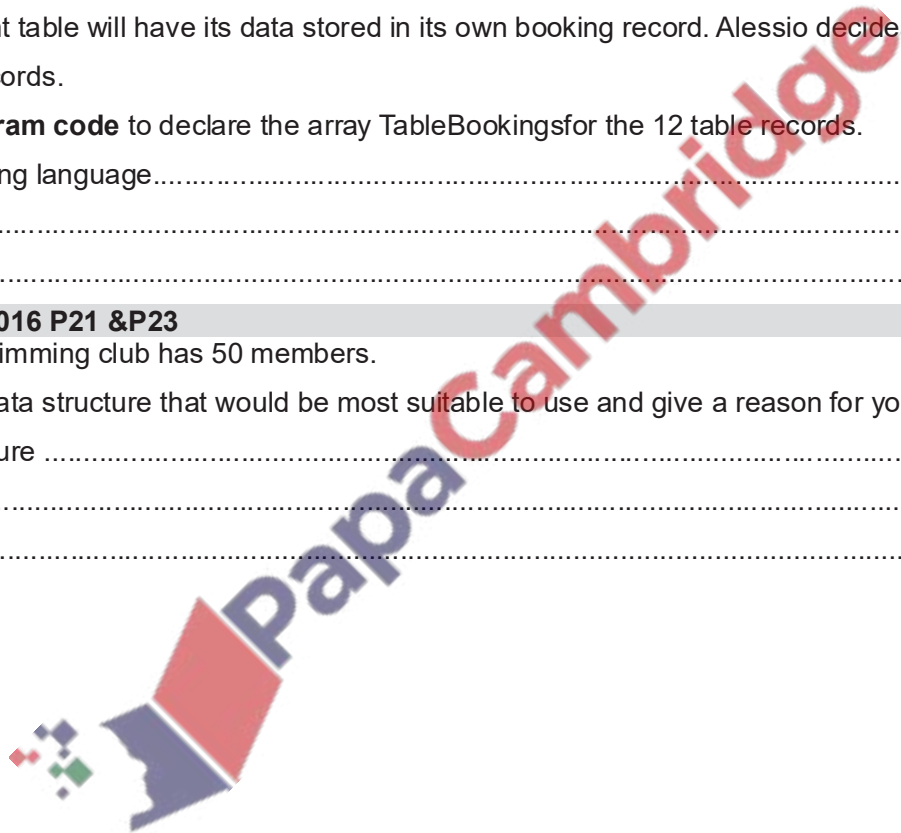 t table will have its data stored in its own booking record. Alessio decide
ords.
ram code to declare the array TableBookingsfor the 12 table records.
ng language....................................................................................................
....................................................................................................
....................................................................................................
016 P21 &P23
imming club has 50 members.
ata structure that would be most suitable to use and give a reason for yo
ure ....................................................................................................
....................................................................................................
....................................................................................................
PapaCambridge